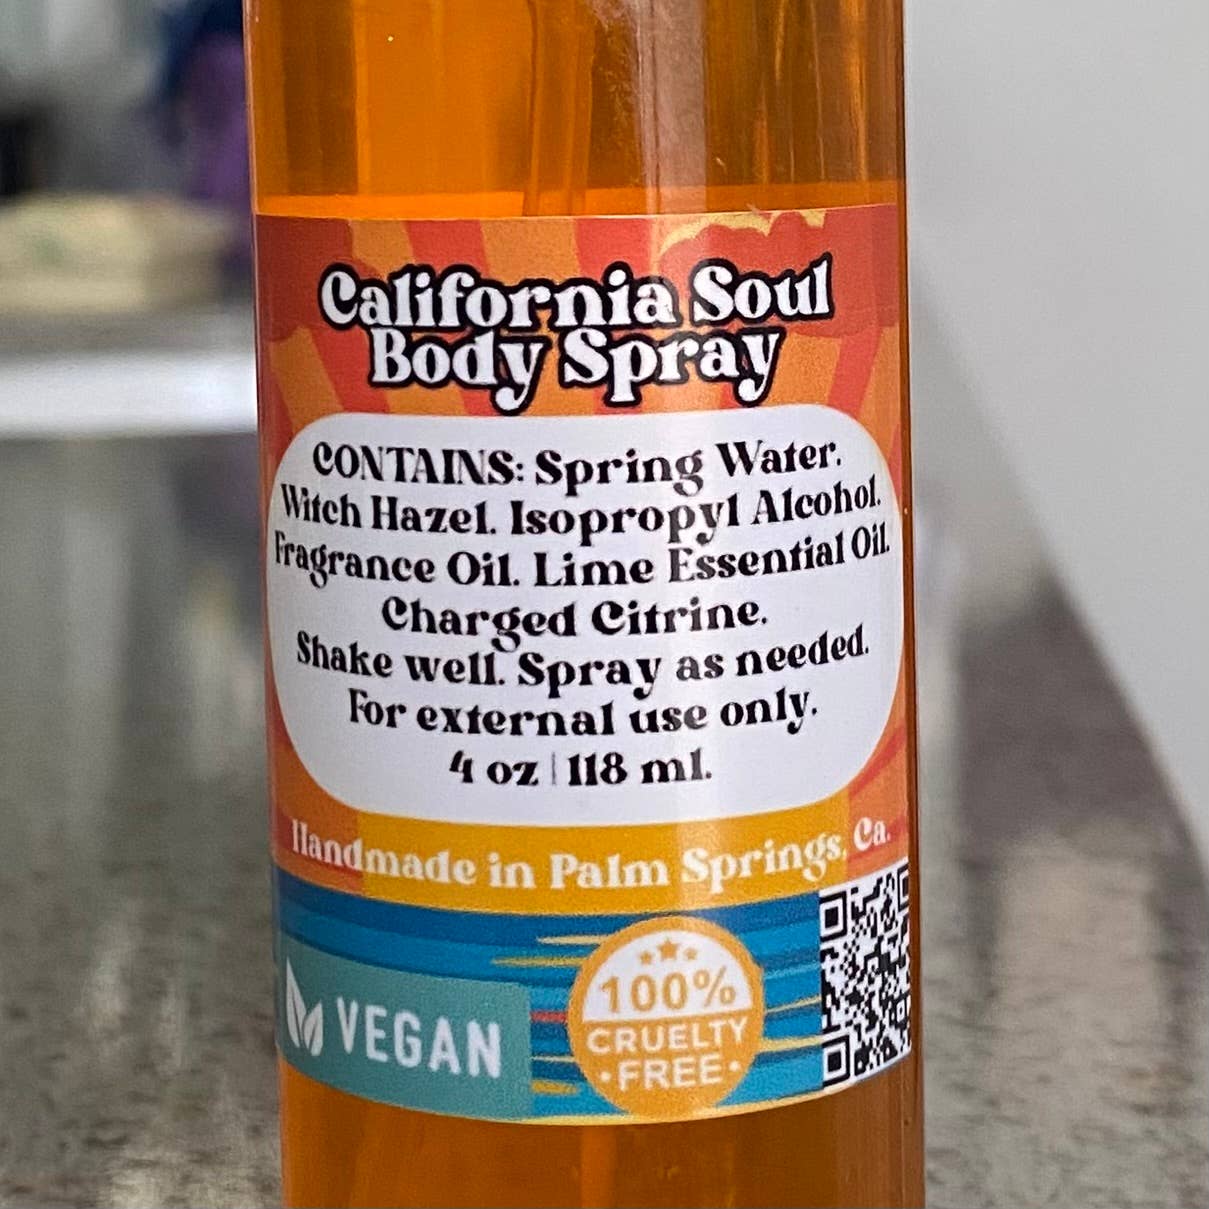 California Soul
Body Spray
CONTAINS: Spring Water.
Witch Hazel. Isopropyl Alcohol.
Fragrance Oil. Lime Essential Oil.
Charged Citrine.
Shake well. Spray as needed.
For external use only.
4 oz | 118 ml.
Handmade in Palm Springs, Ca.
VEGAN
100%
CRUELTY
• FREE •